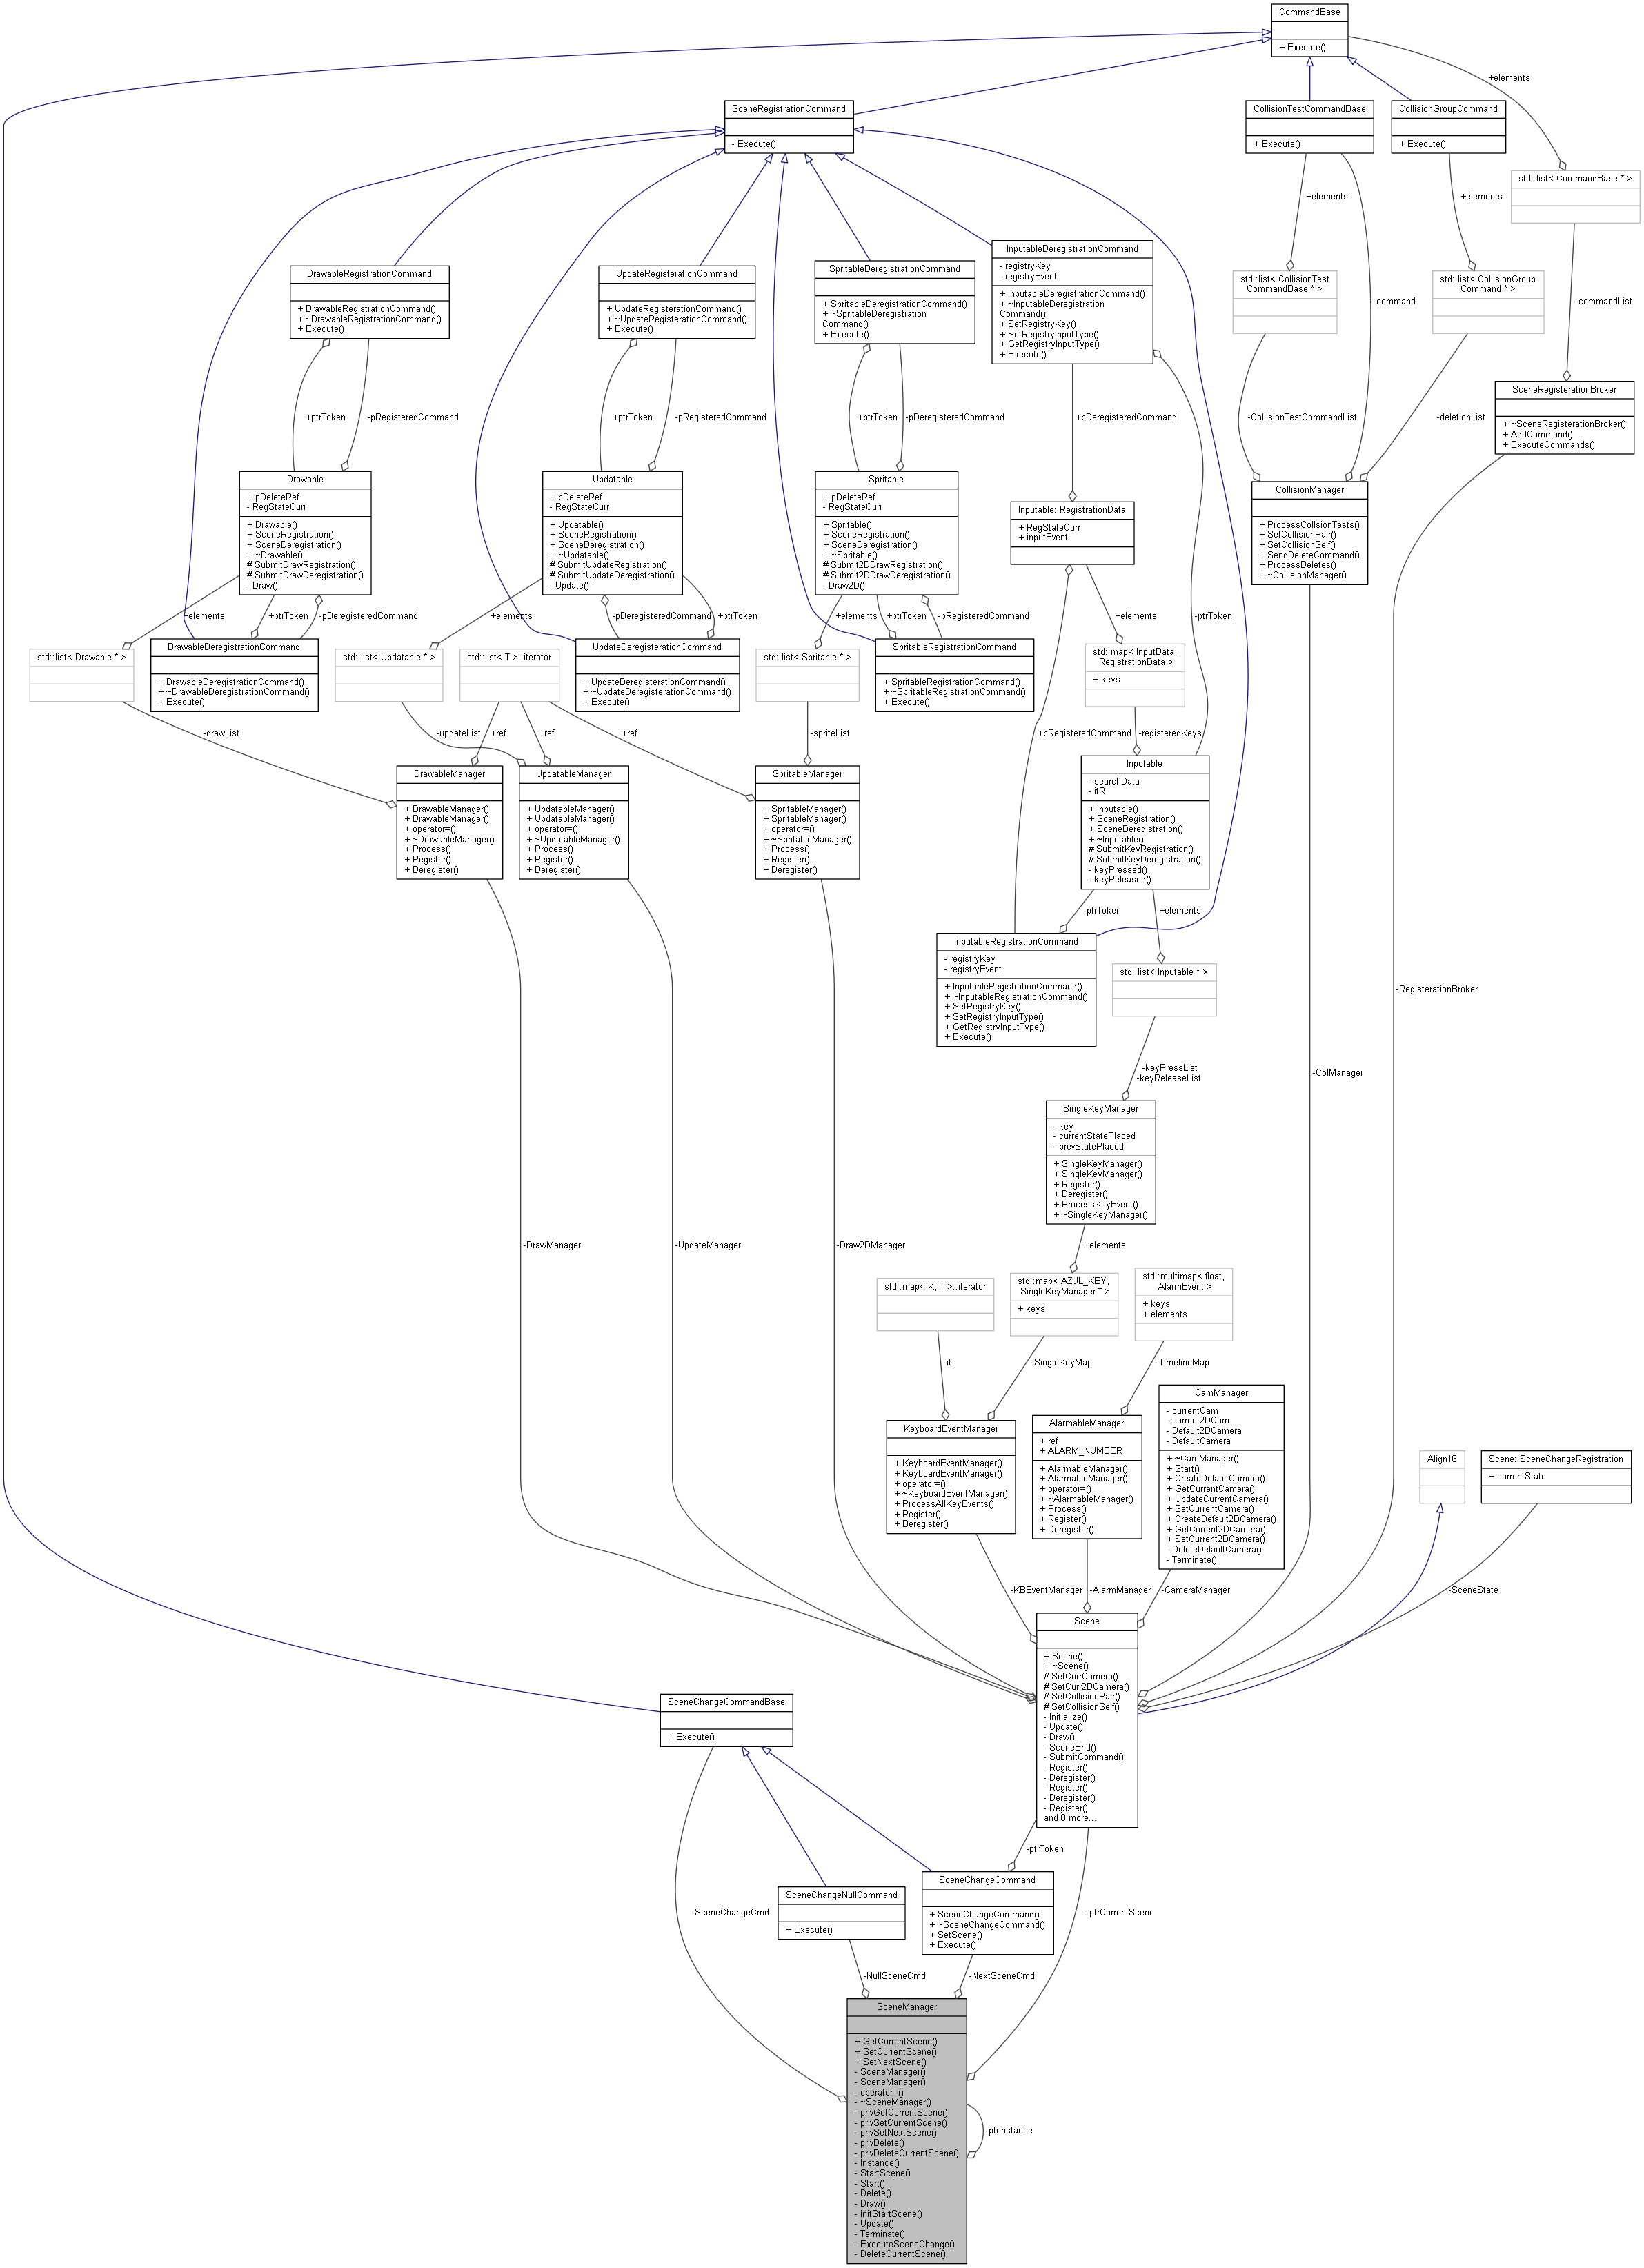 CommandBase
+ Execute()
+elements
SceneRegistrationCommand
- Execute()
CollisionTestCommandBase
+ Execute()
CollisionGroupCommand
+ Execute()
std::list< CommandBase * >
+elements
+elements
InputableDeregistrationCommand
- registryKey
- registryEvent
+ InputableDeregistrationCommand()
+ ~InputableDeregistration
Command()
+ SetRegistryKey()
+ SetRegistryInputType()
+ GetRegistryInputType()
+ Execute()
DrawableRegistrationCommand
+ DrawableRegistrationCommand()
+ ~DrawableRegistrationCommand()
+ Execute()
UpdateRegisterationCommand
+ UpdateRegisterationCommand()
+ ~UpdateRegisterationCommand()
+ Execute()
SpritableDeregistrationCommand
+ SpritableDeregistrationCommand()
+ ~SpritableDeregistration
Command()
+ Execute()
std::list< CollisionTest
CommandBase * >
-command
std::list< CollisionGroup
Command * >
-commandList
+ptrToken
-pRegisteredCommand
+ptrToken
-pRegisteredCommand
+ptrToken
-pDeregisteredCommand
+pDeregisteredCommand
-CollisionTestCommandList
-deletionList
SceneRegisterationBroker
+ ~SceneRegisterationBroker()
+ AddCommand()
+ ExecuteCommands()
Drawable
+ pDeleteRef
- RegStateCurr
+ Drawable()
+ SceneRegistration()
+ SceneDeregistration()
+ ~Drawable()
# SubmitDrawRegistration()
# SubmitDrawDeregistration()
- Draw()
Updatable
+ pDeleteRef
- RegStateCurr
+ Updatable()
+ SceneRegistration()
+ SceneDeregistration()
+ ~Updatable()
# SubmitUpdateRegistration()
# SubmitUpdateDeregistration()
- Update()
Spritable
+ pDeleteRef
- RegStateCurr
+ Spritable()
+ SceneRegistration()
+ SceneDeregistration()
+ ~Spritable()
# Submit2DDrawRegistration()
# Submit2DDrawDeregistration()
- Draw2D()
Inputable::RegistrationData
+ RegStateCurr
+ inputEvent
CollisionManager
+ ProcessCollsionTests()
+ SetCollisionPair()
+ SetCollisionSelf()
+ SendDeleteCommand()
+ ProcessDeletes()
+ ~CollisionManager()
+elements
+ptrToken
-pDeregisteredCommand
+elements
-pDeregisteredCommand
+ptrToken
+elements
+ptrToken
-pRegisteredCommand
+elements
-ptrToken
std::list< Drawable * >
DrawableDeregistrationCommand
+ DrawableDeregistrationCommand()
+ ~DrawableDeregistrationCommand()
+ Execute()
std::list< Updatable * >
std::list< T >::iterator
UpdateDeregisterationCommand
+ UpdateDeregisterationCommand()
+ ~UpdateDeregisterationCommand()
+ Execute()
std::list< Spritable * >
SpritableRegistrationCommand
+ SpritableRegistrationCommand()
+ ~SpritableRegistrationCommand()
+ Execute()
std::map< InputData,
RegistrationData >
+ keys
-drawList
-updateList
+ref
+ref
+ref
-spriteList
+pRegisteredCommand
-registeredKeys
DrawableManager
+ DrawableManager()
+ DrawableManager()
+ operator=()
+ ~DrawableManager()
+ Process()
+ Register()
+ Deregister()
UpdatableManager
+ UpdatableManager()
+ UpdatableManager()
+ operator=()
+ ~UpdatableManager()
+ Process()
+ Register()
+ Deregister()
SpritableManager
+ SpritableManager()
+ SpritableManager()
+ operator=()
+ ~SpritableManager()
+ Process()
+ Register()
+ Deregister()
Inputable
- searchData
- itR
+ Inputable()
+ SceneRegistration()
+ SceneDeregistration()
+ ~Inputable()
# SubmitKeyRegistration()
# SubmitKeyDeregistration()
- keyPressed()
- keyReleased()
-ptrToken
+elements
InputableRegistrationCommand
- registryKey
- registryEvent
+ InputableRegistrationCommand()
+ ~InputableRegistrationCommand()
+ SetRegistryKey()
+ SetRegistryInputType()
+ GetRegistryInputType()
+ Execute()
std::list< Inputable * >
-RegisterationBroker
-keyPressList
-keyReleaseList
-ColManager
SingleKeyManager
- key
- currentStatePlaced
- prevStatePlaced
+ SingleKeyManager()
+ SingleKeyManager()
+ Register()
+ Deregister()
+ ProcessKeyEvent()
+ ~SingleKeyManager()
-DrawManager
-UpdateManager
-Draw2DManager
+elements
std::map< K, T >::iterator
std::map< AZUL_KEY,
SingleKeyManager * >
+ keys
std::multimap< float,
AlarmEvent >
+ keys
+ elements
-it
-SingleKeyMap
-TimelineMap
CamManager
- currentCam
- current2DCam
- Default2DCamera
- DefaultCamera
+ ~CamManager()
+ Start()
+ CreateDefaultCamera()
+ GetCurrentCamera()
+ UpdateCurrentCamera()
+ SetCurrentCamera()
+ CreateDefault2DCamera()
+ GetCurrent2DCamera()
+ SetCurrent2DCamera()
- DeleteDefaultCamera()
- Terminate()
KeyboardEventManager
+ KeyboardEventManager()
+ KeyboardEventManager()
+ operator=()
+ ~KeyboardEventManager()
+ ProcessAllKeyEvents()
+ Register()
+ Deregister()
AlarmableManager
+ ref
+ ALARM_NUMBER
+ AlarmableManager()
+ AlarmableManager()
+ operator=()
+ ~AlarmableManager()
+ Process()
+ Register()
+ Deregister()
Align16
Scene::SceneChangeRegistration
+ currentState
-KBEventManager
-AlarmManager
-CameraManager
-SceneState
Scene
+ Scene()
+ ~Scene()
# SetCurrCamera()
# SetCurr2DCamera()
# SetCollisionPair()
# SetCollisionSelf()
- Initialize()
- Update()
- Draw()
- SceneEnd()
- SubmitCommand()
- Register()
- Deregister()
- Register()
- Deregister()
- Register()
and 8 more...
SceneChangeCommandBase
+ Execute()
-ptrToken
SceneChangeNullCommand
+ Execute()
SceneChangeCommand
+ SceneChangeCommand()
+ ~SceneChangeCommand()
+ SetScene()
+ Execute()
-SceneChangeCmd
-ptrCurrentScene
-NullSceneCmd
-NextSceneCmd
SceneManager
+ GetCurrentScene()
+ SetCurrentScene()
+ SetNextScene()
- SceneManager()
- SceneManager()
- operator=()
- ~SceneManager()
- privGetCurrentScene()
- privSetCurrentScene()
- privSetNextScene()
- privDelete()
- privDeleteCurrentScene()
- Instance()
- StartScene()
- Start()
- Delete()
- Draw()
- InitStartScene()
- Update()
- Terminate()
- ExecuteSceneChange()
- DeleteCurrentScene()
-ptrInstance